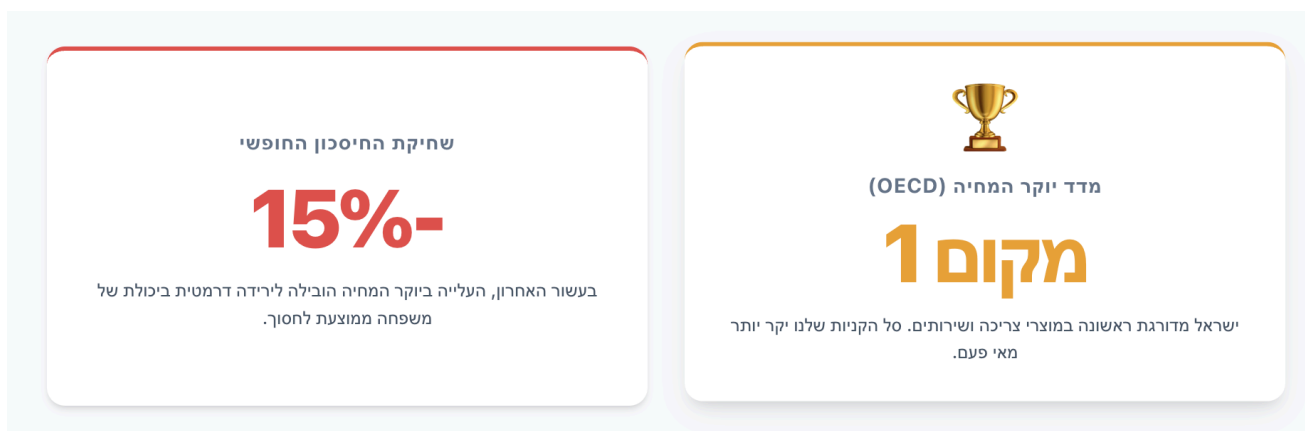 מדד יוקר המחיה (OECD)
מקום 1
ישראל מדורגת ראשונה במוצרי צריכה ושירותים. סל הקניות שלנו יקר יותר
מאי פעם.
שחיקת החיסכון החופשי
15%-
בעשור האחרון, העלייה ביוקר המחיה הובילה לירידה דרמטית ביכולת של
משפחה ממוצעת לחסוך.